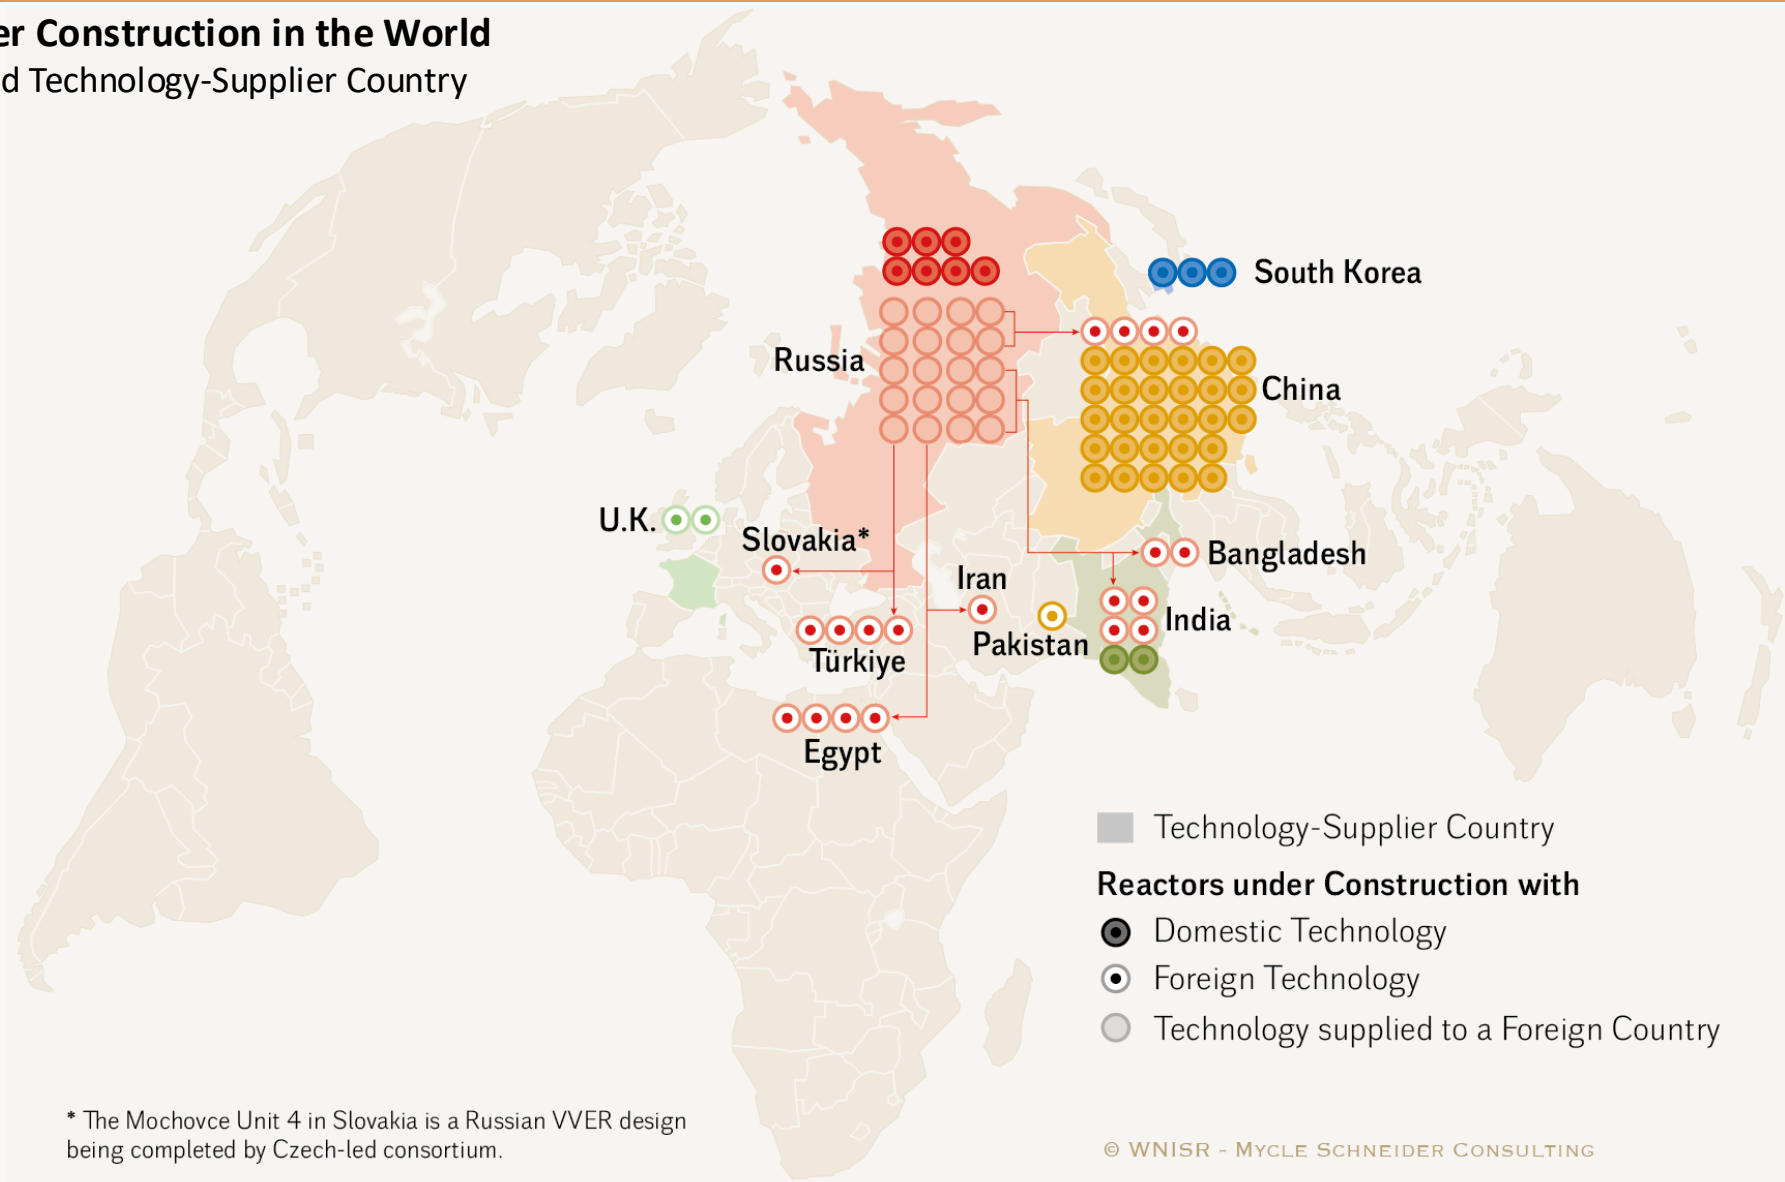 er Construction in the World
d Technology-Supplier Country
South Korea
Russia
China
U.K.
Slovakia*
Bangladesh
Iran
India
Pakistan
Türkiye
Egypt
Technology-Supplier Country
Reactors under Construction with
Domestic Technology
Foreign Technology
Technology supplied to a Foreign Country
* The Mochovce Unit 4 in Slovakia is a Russian VVER design
being completed by Czech-led consortium.
© WNISR - Mycle Schneider Consulting